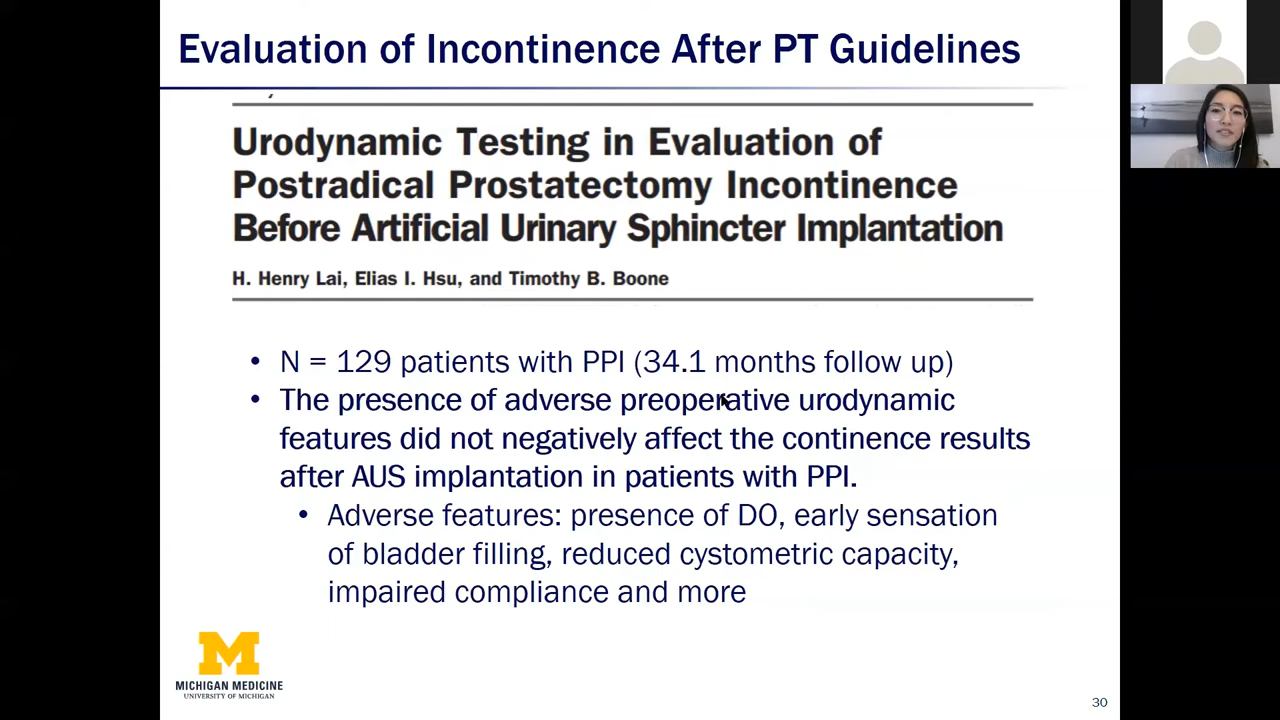 Evaluation of Incontinence After PT Guidelines
Urodynamic Testing in Evaluation of
Postradical Prostatectomy Incontinence
Before Artificial Urinary Sphincter Implantation
H. Henry Lai, Elias I. Hsu, and Timothy B. Boone
• N = 129 patients with PPI (34.1 months follow up)
• The presence of adverse preoperative urodynamic
features did not negatively affect the continence results
after AUS implantation in patients with PPI.
• Adverse features: presence of DO, early sensation
of bladder filling, reduced cystometric capacity,
impaired compliance and more
M
MICHIGAN MEDICINE
UNIVERSITY OF MICHIGAN
30